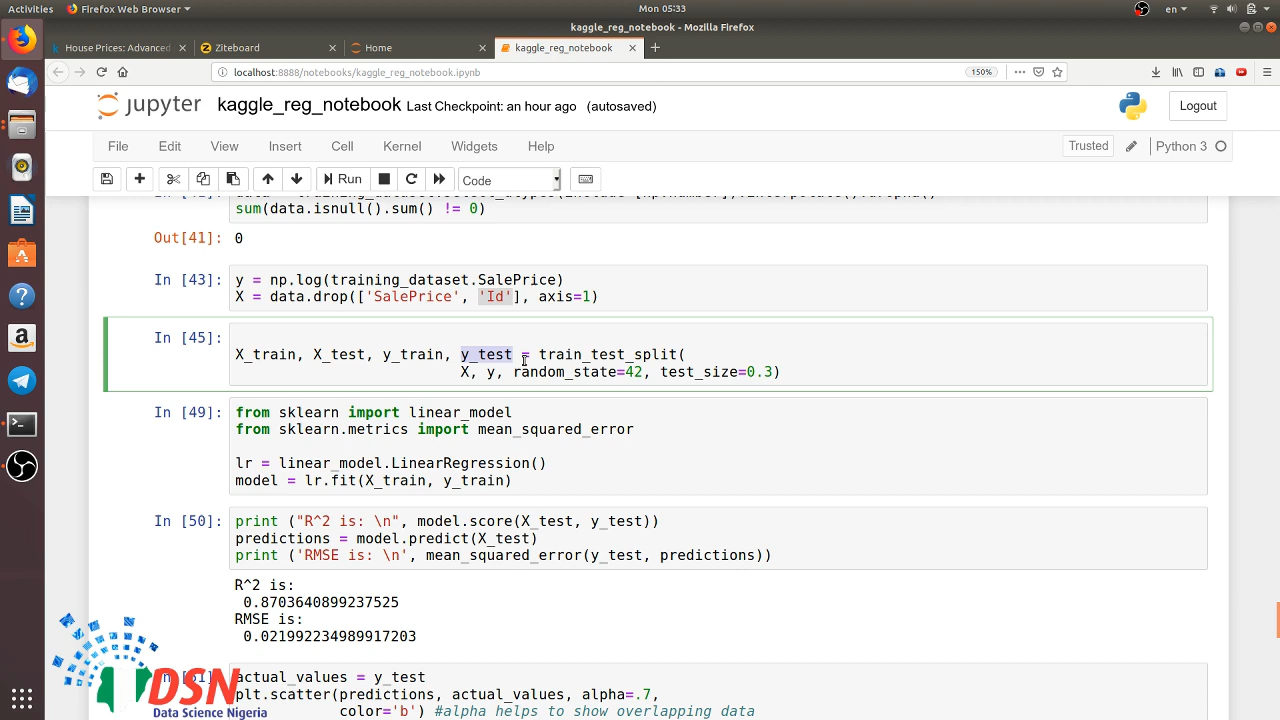 Activities Firefox Web Browser Mon 05:33 en
kaggle_reg_notebook - Mozilla Firefox
House Prices: Advanced Ziteboard Home kaggle_reg_notebook
localhost:8888/notebooks/kaggle_reg_notebook.ipynb 150%
jupyter kaggle_reg_notebook Last Checkpoint: an hour ago (autosaved) Logout
File Edit View Insert Cell Kernel Widgets Help Trusted Python 3
Run Code
sum(data.isnull().sum() != 0)
Out[41]: 0
In [43]: y = np.log(training_dataset.SalePrice)
X = data.drop(['SalePrice', 'Id'], axis=1)
In [45]:
X_train, X_test, y_train, y_test = train_test_split(
X, y, random_state=42, test_size=0.3)
In [49]: from sklearn import linear_model
from sklearn.metrics import mean_squared_error
lr = linear_model.LinearRegression()
model = lr.fit(X_train, y_train)
In [50]: print ("R^2 is: \n", model.score(X_test, y_test))
predictions = model.predict(X_test)
print ('RMSE is: \n', mean_squared_error(y_test, predictions))
R^2 is:
0.8703640899237525
RMSE is:
0.021992234989917203
actual_values = y_test
plt.scatter(predictions, actual_values, alpha=.7,
color='b') #alpha helps to show overlapping data
DSN
Data Science Nigeria